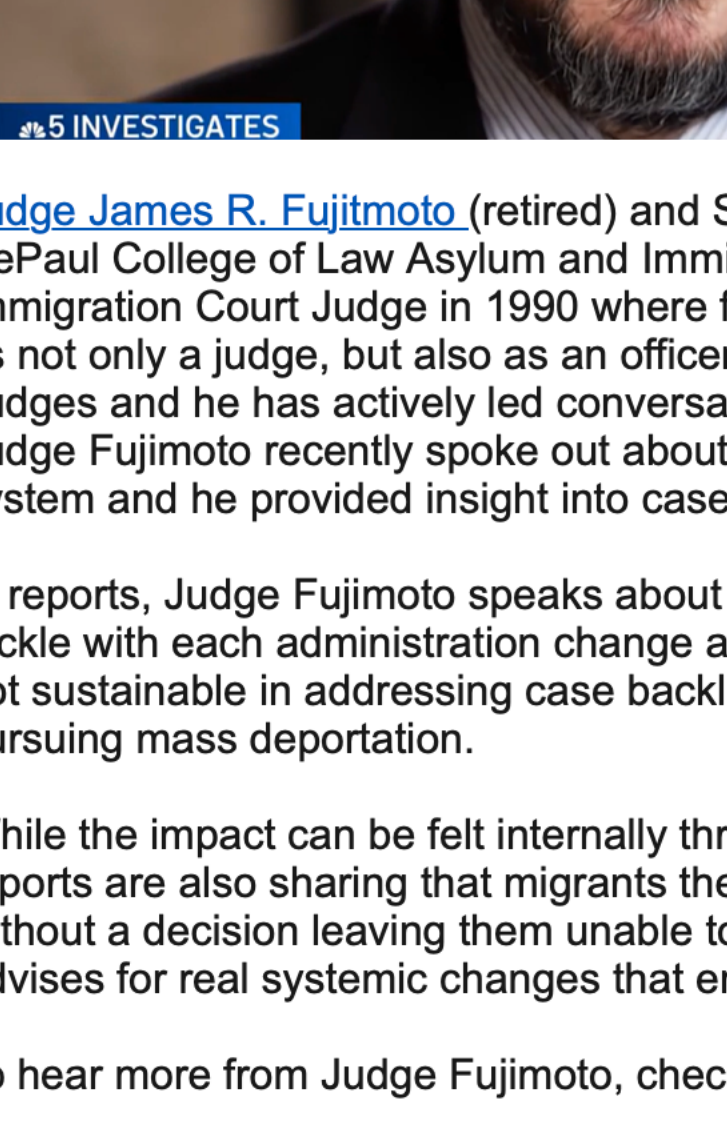 5 INVESTIGATES
udge James R. Fujitmoto (retired) and S
ePaul College of Law Asylum and Immi
mmigration Court Judge in 1990 where f
s not only a judge, but also as an officer
udges and he has actively led conversa
udge Fujimoto recently spoke out about
ystem and he provided insight into case
reports, Judge Fujimoto speaks about
ckle with each administration change a
ot sustainable in addressing case backl
ursuing mass deportation.
hile the impact can be felt internally thr
ports are also sharing that migrants the
thout a decision leaving them unable to
dvises for real systemic changes that en
o hear more from Judge Fujimoto, chec